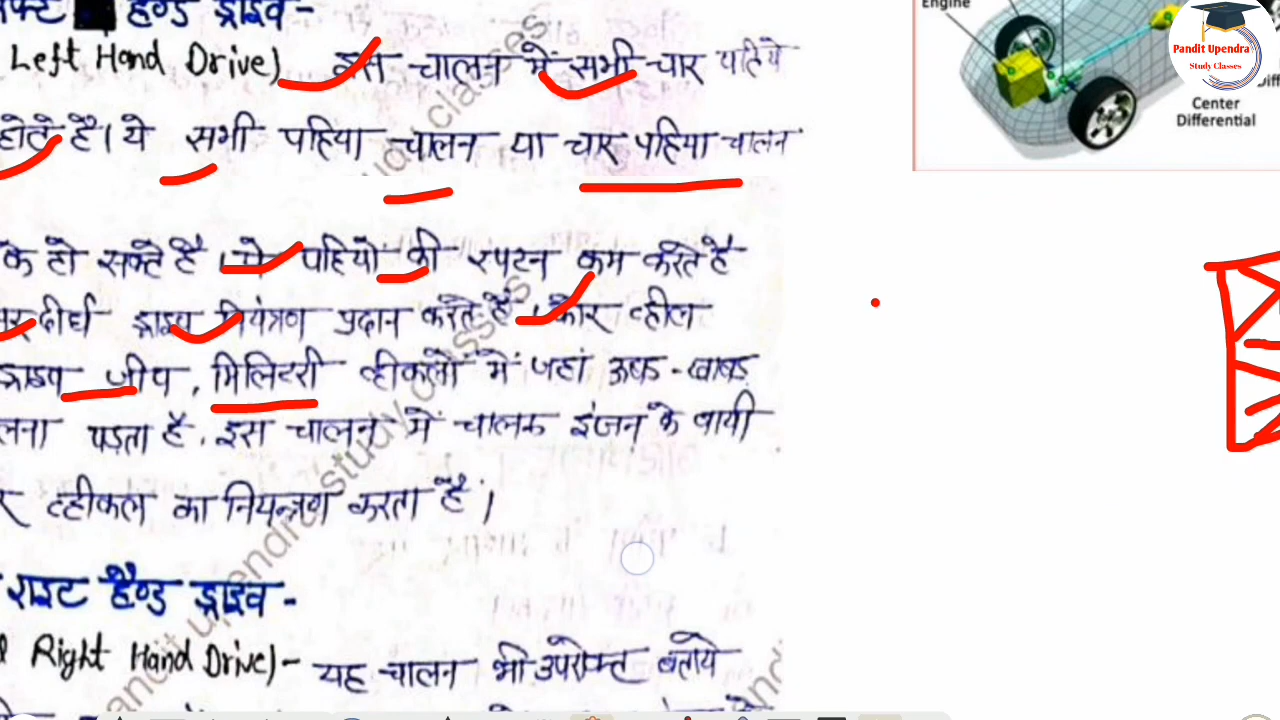 हैण्ड ड्राइव-
Left Hand Drive) इस चालन में सभी चार पहिये
होते है। ये सभी पहिया चालन या चार पहिया चालन
के हो सकते है। ये पहियों की रपटन कम करते है
दीर्घ ड्राइव नियंत्रण प्रदान करते है। फोर व्हील
ड्राइव जीप, मिलिटरी व्हीकलों में जहां ऊबड़-खाबड़
पड़ता है. इस चालन में चालक इंजन के बायी
व्हीकल का नियन्त्रण करता है।
राइट हैण्ड ड्राइव-
Right Hand Drive)- यह चालन भी उपरोक्त बताये
Engine
Pandit Upendra
Study Classes
Center
Differential